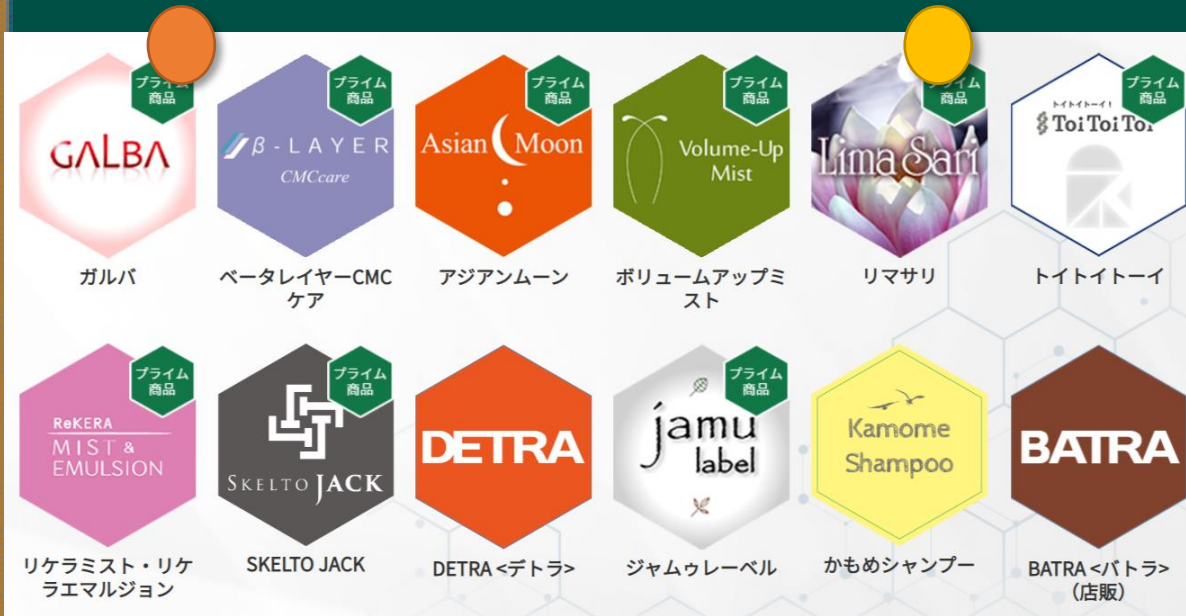 プライム
商品
GALBA
ガルバ
プライム
商品
β-LAYER
CMCcare
ベータレイヤーCMC
ケア
プライム
商品
Asian Moon
アジアンムーン
プライム
商品
Volume-Up
Mist
ボリュームアップミ
スト
プライム
商品
Lima Sari
リマサリ
プライム
商品
トイトイトーイ!
ToiToiToi
トイトイトーイ
プライム
商品
ReKERA
MIST &
EMULSION
リケラミスト・リケ
ラエマルジョン
プライム
商品
SKELTO JACK
SKELTO JACK
DETRA
DETRA <デトラ>
プライム
商品
jamu
label
ジャムゥレーベル
Kamome
Shampoo
かもめシャンプー
BATRA
BATRA <バトラ>
(店販)